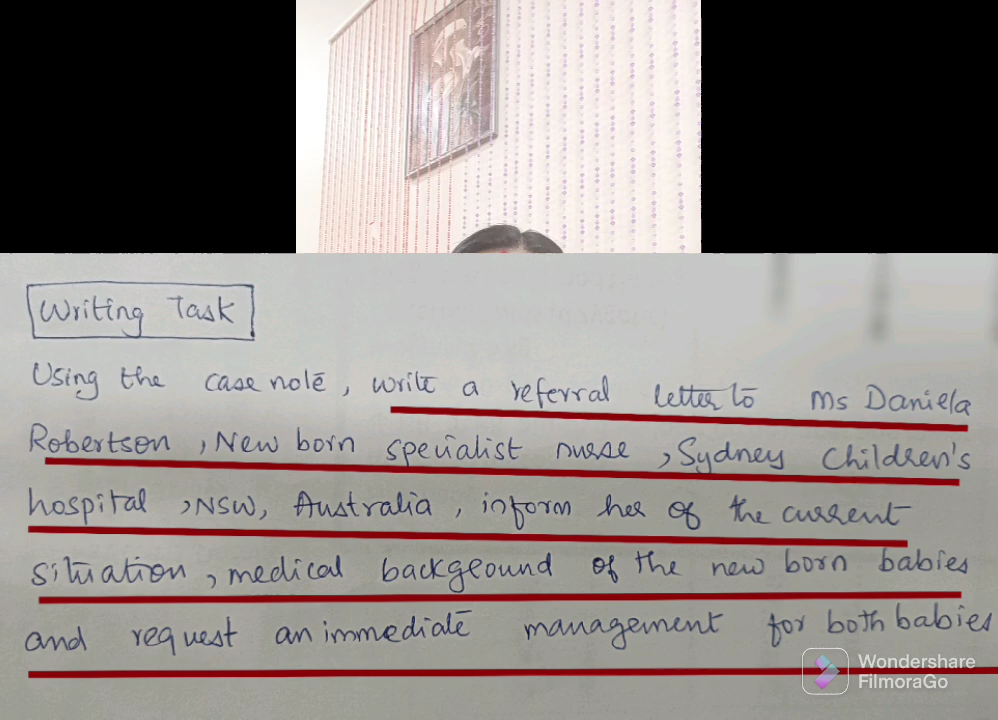 Writing Task
Using the case note, write a referral letter to Ms Daniela
Robertson, New born specialist nurse, Sydney Children's
hospital, NSW, Australia, inform her of the current
situation, medical background of the new born babies
and request an immediate management for both babies
Wondershare
FilmoraGo